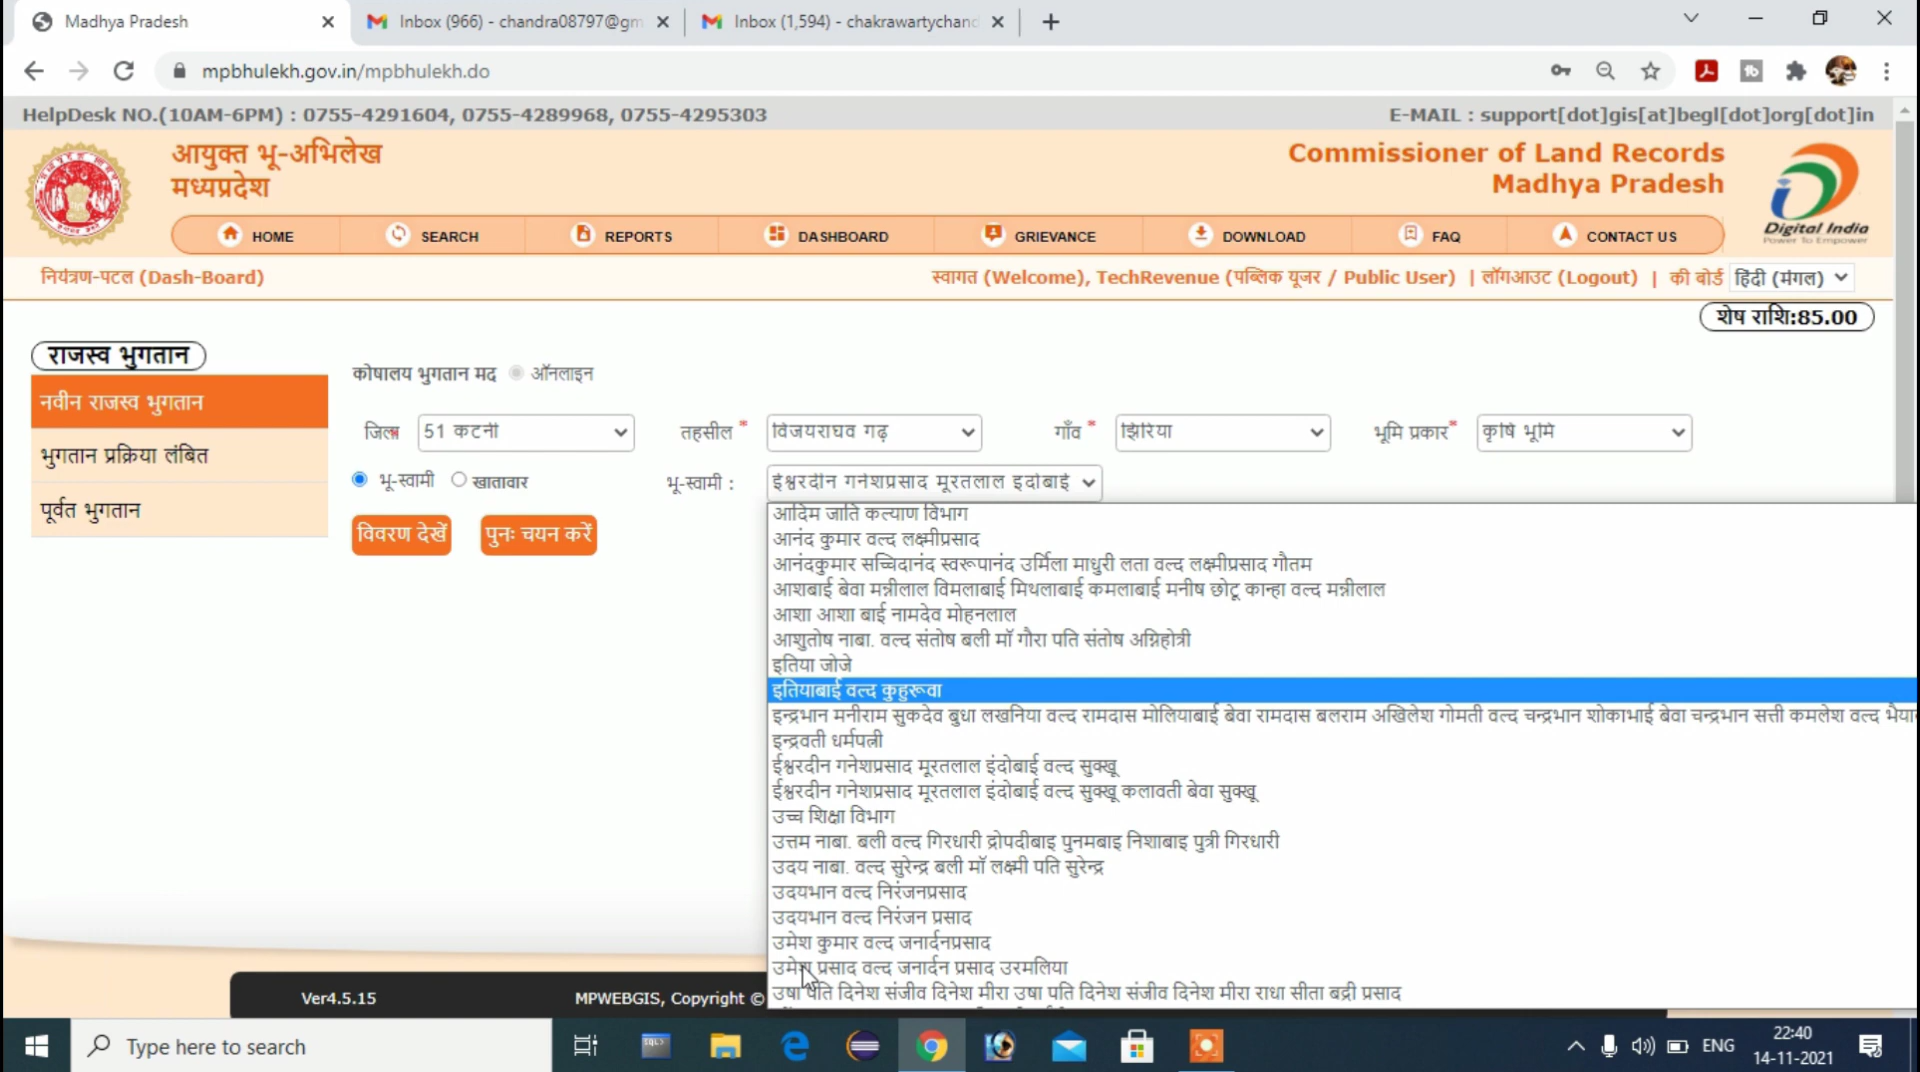 Madhya Pradesh
Inbox (966) - chandra08797@gm
Inbox (1,594) - chakrawartychand
mpbhulekh.gov.in/mpbhulekh.do
HelpDesk NO.(10AM-6PM) : 0755-4291604, 0755-4289968, 0755-4295303
E-MAIL : support[dot]gis[at]begl[dot]org[dot]in
आयुक्त भू-अभिलेख
मध्यप्रदेश
Commissioner of Land Records
Madhya Pradesh
Digital India
Power To Empower
HOME
SEARCH
REPORTS
DASHBOARD
GRIEVANCE
DOWNLOAD
FAQ
CONTACT US
नियंत्रण-पटल (Dash-Board)
स्वागत (Welcome), TechRevenue (पब्लिक यूजर / Public User) | लॉगआउट (Logout) | की बोर्ड हिंदी (मंगल)
शेष राशि:85.00
राजस्व भुगतान
नवीन राजस्व भुगतान
भुगतान प्रक्रिया लंबित
पूर्वत भुगतान
कोषालय भुगतान मद ऑनलाइन
जिला* 51 कटनी
तहसील * विजयराघव गढ़
गाँव * झिरिया
भूमि प्रकार* कृषि भूमि
भू-स्वामी खातावार
भू-स्वामी : ईश्वरदीन गनेशप्रसाद मूरतलाल इंदोबाई
विवरण देखें
पुनः चयन करें
आदिम जाति कल्याण विभाग
आनंद कुमार वल्द लक्ष्मीप्रसाद
आनंदकुमार सच्चिदानंद स्वरूपानंद उर्मिला माधुरी लता वल्द लक्ष्मीप्रसाद गौतम
आशबाई बेवा मन्नीलाल विमलाबाई मिथलाबाई कमलाबाई मनीष छोटू कान्हा वल्द मन्नीलाल
आशा आशा बाई नामदेव मोहनलाल
आशुतोष नाबा. वल्द संतोष बली मॉ गौरा पति संतोष अग्निहोत्री
इतिया जोजे
इतियाबाई वल्द कुहुरूवा
इन्द्रभान मनीराम सुकदेव बुधा लखनिया वल्द रामदास मोलियाबाई बेवा रामदास बलराम अखिलेश गोमती वल्द चन्द्रभान शोकाभाई बेवा चन्द्रभान सत्ती कमलेश वल्द
इन्द्रवती धर्मपत्नी
ईश्वरदीन गनेशप्रसाद मूरतलाल इंदोबाई वल्द सुक्खू
ईश्वरदीन गनेशप्रसाद मूरतलाल इंदोबाई वल्द सुक्खू कलावती बेवा सुक्खू
उच्च शिक्षा विभाग
उत्तम नाबा. बली वल्द गिरधारी द्रोपदीबाइ पुनमबाइ निशाबाइ पुत्री गिरधारी
उदय नाबा. वल्द सुरेन्द्र बली मॉ लक्ष्मी पति सुरेन्द्र
उदयभान वल्द निरंजनप्रसाद
उदयभान वल्द निरंजन प्रसाद
उमेश कुमार वल्द जनार्दनप्रसाद
उमेश प्रसाद वल्द जनार्दन प्रसाद उरमलिया
उषा पति दिनेश संजीव दिनेश मीरा उषा पति दिनेश संजीव दिनेश मीरा राधा सीता बद्री प्रसाद
Ver4.5.15
MPWEBGIS, Copyright ©
Type here to search
ENG
22:40
14-11-2021